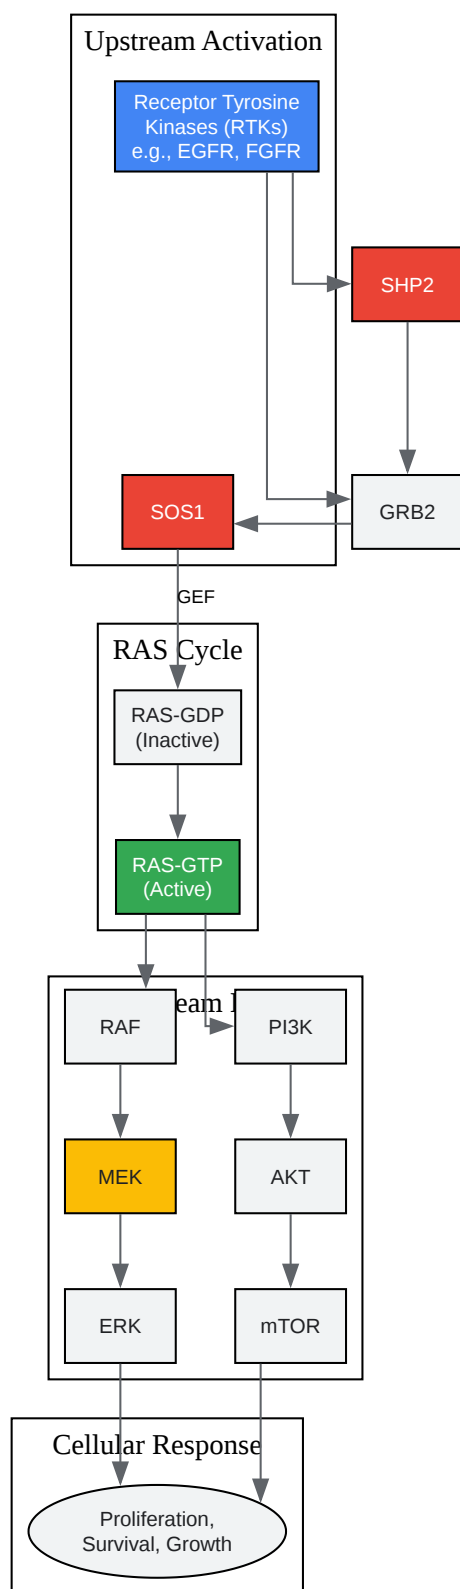 Upstream Activation
Receptor Tyrosine
Kinases (RTKs)
e.g., EGFR, FGFR
SHP2
SOS1
GRB2
GEF
RAS Cycle
RAS-GDP
(Inactive)
RAS-GTP
(Active)
RAF
PI3K
MEK
AKT
ERK
mTOR
Cellular Response
Proliferation,
Survival, Growth